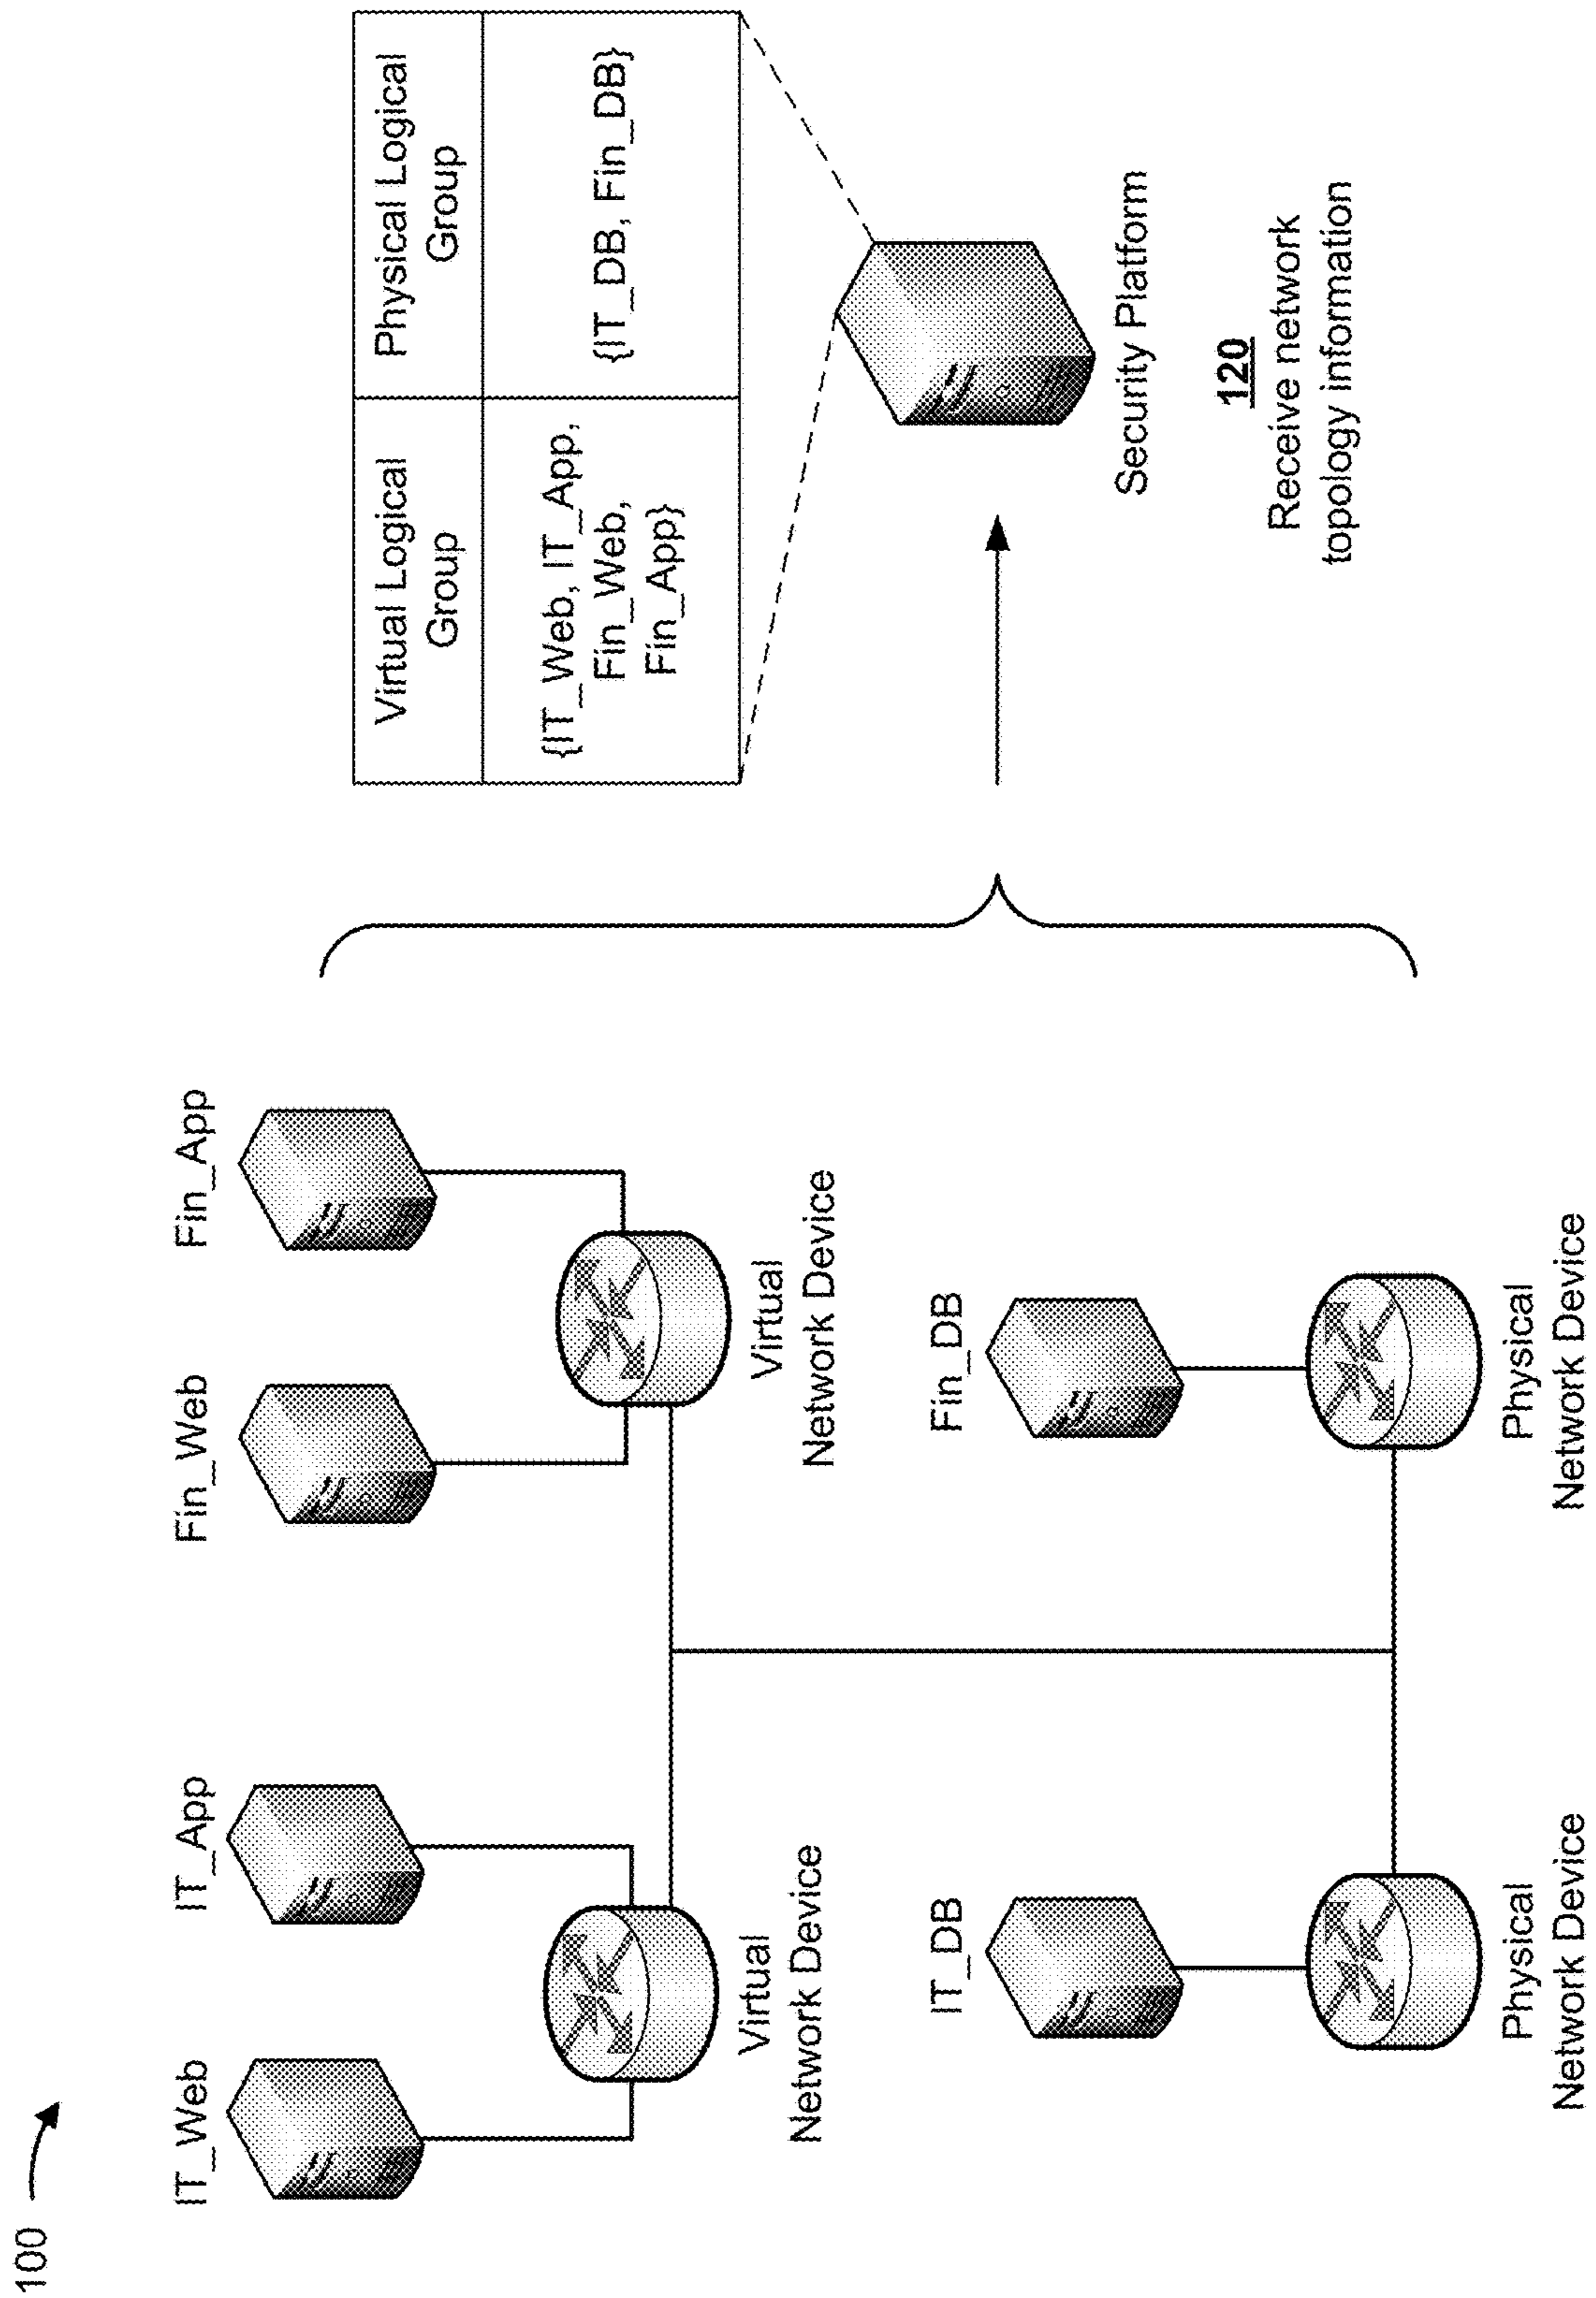 100
IT_Web
IT_App
Fin_Web
Fin_App
Virtual
Network Device
Virtual
Network Device
IT_DB
Fin_DB
Physical
Network Device
Physical
Network Device
Virtual Logical
Group
Physical Logical
Group
{IT_Web, IT_App,
Fin_Web,
Fin_App}
{IT_DB, Fin_DB}
Security Platform
120
Receive network
topology information